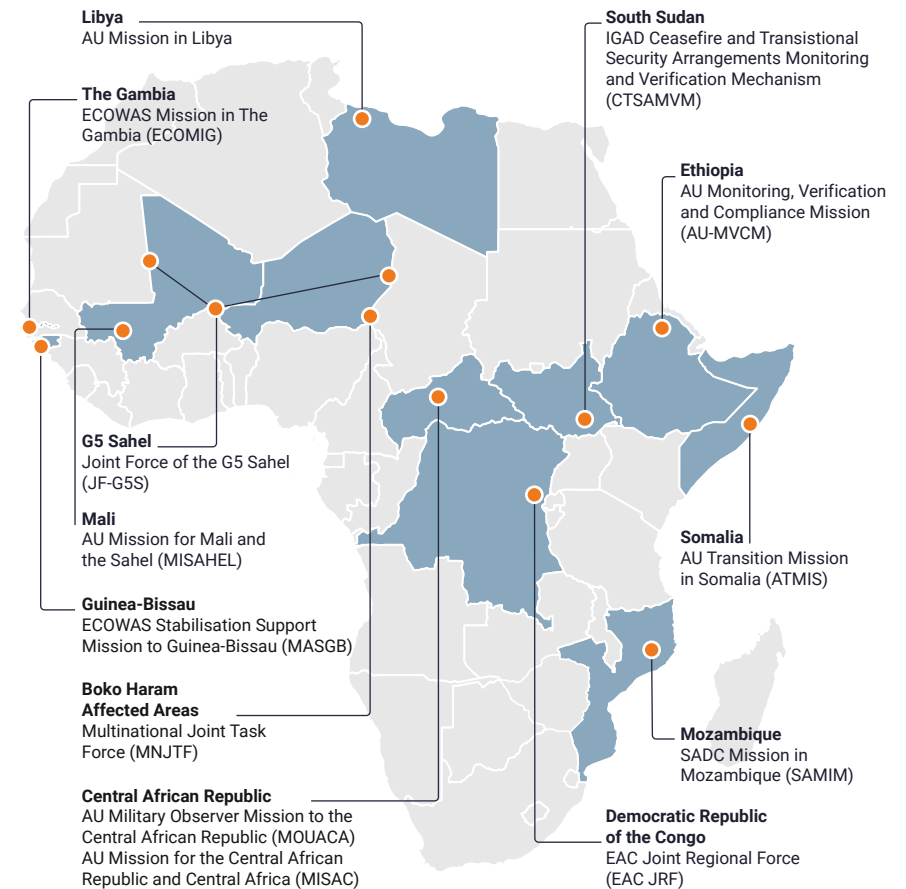 Libya
AU Mission in Libya
The Gambia
ECOWAS Mission in The
Gambia (ECOMIG)
G5 Sahel
Joint Force of the G5 Sahel
(JF-G5S)
Mali
AU Mission for Mali and
the Sahel (MISAHEL)
Guinea-Bissau
ECOWAS Stabilisation Support
Mission to Guinea-Bissau (MASGB)
Boko Haram
Affected Areas
Multinational Joint Task
Force (MNJTF)
Central African Republic
AU Military Observer Mission to the
Central African Republic (MOUACA)
AU Mission for the Central African
Republic and Central Africa (MISAC)
South Sudan
IGAD Ceasefire and Transistional
Security Arrangements Monitoring
and Verification Mechanism
(CTSAMVM)
Ethiopia
AU Monitoring, Verification
and Compliance Mission
(AU-MVCM)
Somalia
AU Transition Mission
in Somalia (ATMIS)
Mozambique
SADC Mission in
Mozambique (SAMIM)
Democratic Republic
of the Congo
EAC Joint Regional Force
(EAC JRF)